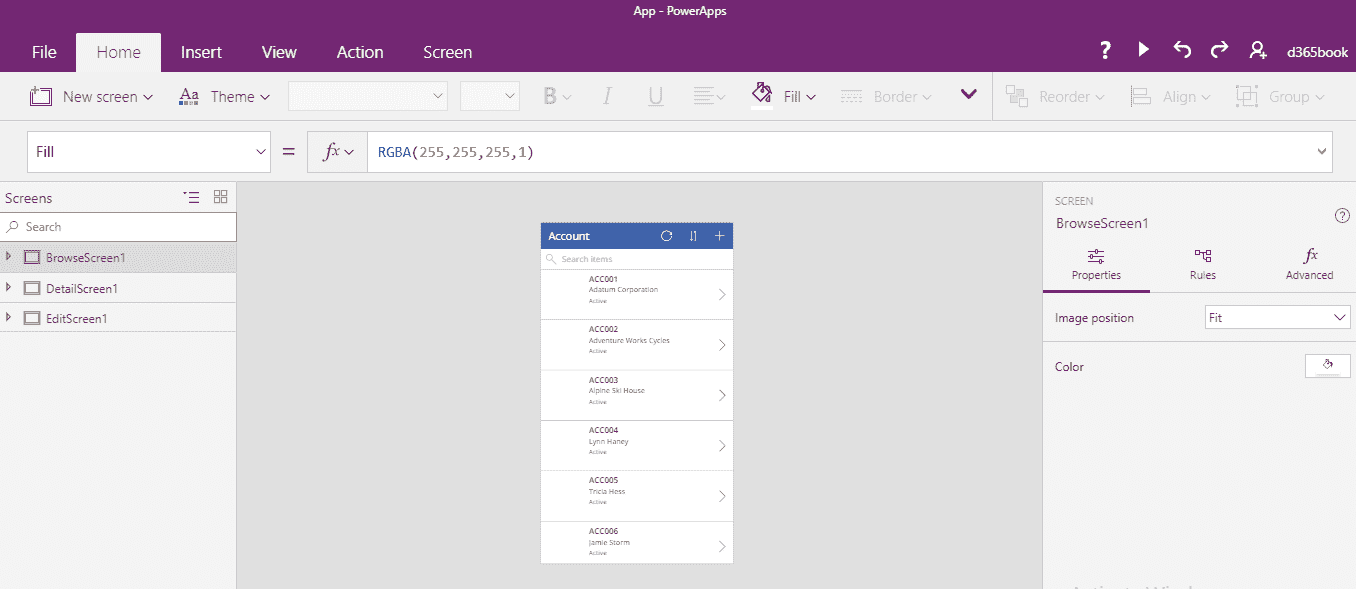 App - PowerApps
File Home Insert View Action Screen ? d365book
New screen Aa Theme B I U Fill Border Reorder Align Group
Fill = fx RGBA(255,255,255,1)
Screens
Search
BrowseScreen1
DetailScreen1
EditScreen1
Account
Search items
ACC001
Adatum Corporation
Active
ACC002
Adventure Works Cycles
Active
ACC003
Alpine Ski House
Active
ACC004
Lynn Haney
Active
ACC005
Tricia Hess
Active
ACC006
Jamie Storm
Active
SCREEN
BrowseScreen1
?
fx
Properties Rules Advanced
Image position Fit
Color